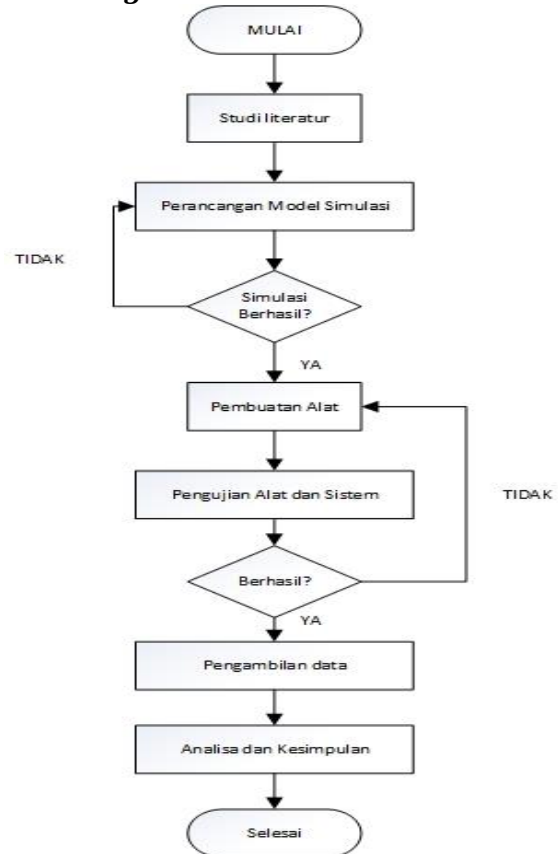 MULAI
Studi literatur
Perancangan Model Simulasi
TIDAK
Simulasi
Berhasil?
YA
Pembuatan Alat
Pengujian Alat dan Sistem
TIDAK
Berhasil?
YA
Pengambilan data
Analisa dan Kesimpulan
Selesai